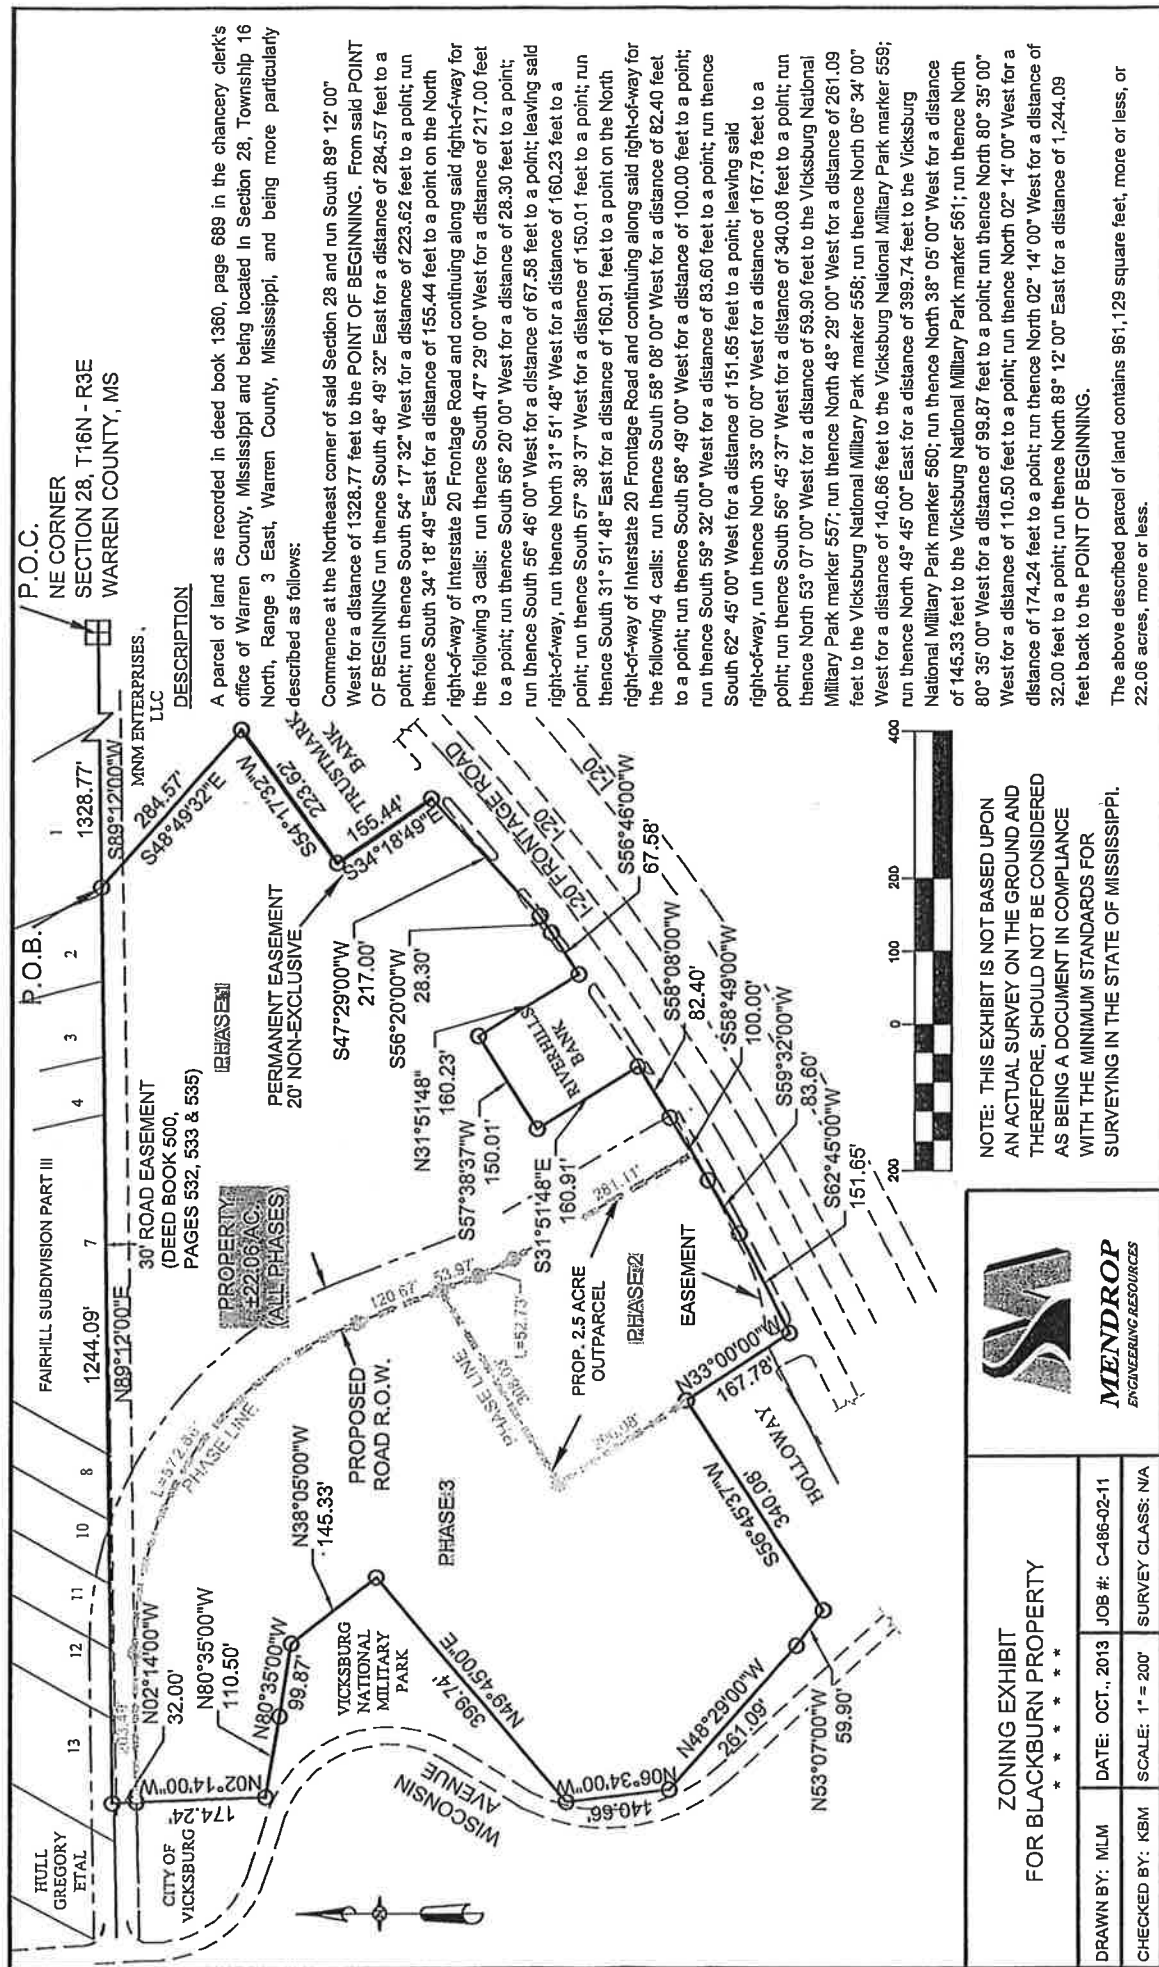 P.O.C.
NE CORNER
SECTION 28, T16N - R3E
WARREN COUNTY, MS
DESCRIPTION
A parcel of land as recorded in deed book 1360, page 689 in the chancery clerk's
office of Warren County, Mississippi and being located in Section 28, Township 16
North, Range 3 East, Warren County, Mississippi, and being more particularly
described as follows:
Commence at the Northeast corner of said Section 28 and run South 89° 12' 00"
West for a distance of 1328.77 feet to the POINT OF BEGINNING. From said POINT
OF BEGINNING run thence South 48° 49' 32" East for a distance of 284.57 feet to a
point; run thence South 54° 17' 32" West for a distance of 223.62 feet to a point; run
thence South 34° 18' 49" East for a distance of 155.44 feet to a point on the North
right-of-way of Interstate 20 Frontage Road and continuing along said right-of-way for
the following 3 calls: run thence South 47° 29' 00" West for a distance of 217.00 feet
to a point; run thence South 56° 20' 00" West for a distance of 28.30 feet to a point;
run thence South 56° 46' 00" West for a distance of 67.58 feet to a point; leaving said
right-of-way, run thence North 31° 51' 48" West for a distance of 160.23 feet to a
point; run thence South 57° 38' 37" West for a distance of 150.01 feet to a point; run
thence South 31° 51' 48" East for a distance of 160.91 feet to a point on the North
right-of-way of Interstate 20 Frontage Road and continuing along said right-of-way for
the following 4 calls: run thence South 58° 08' 00" West for a distance of 82.40 feet
to a point; run thence South 58° 49' 00" West for a distance of 100.00 feet to a point;
run thence South 59° 32' 00" West for a distance of 83.60 feet to a point; run thence
South 62° 45' 00" West for a distance of 151.65 feet to a point; leaving said
right-of-way, run thence North 33° 00' 00" West for a distance of 167.78 feet to a
point; run thence South 56° 45' 37" West for a distance of 340.08 feet to a point; run
thence North 53° 07' 00" West for a distance of 59.90 feet to the Vicksburg National
Military Park marker 557; run thence North 48° 29' 00" West for a distance of 261.09
feet to the Vicksburg National Military Park marker 558; run thence North 06° 34' 00"
West for a distance of 140.66 feet to the Vicksburg National Military Park marker 559;
run thence North 49° 45' 00" East for a distance of 399.74 feet to the Vicksburg
National Military Park marker 560; run thence North 38° 05' 00" West for a distance
of 145.33 feet to the Vicksburg National Military Park marker 561; run thence North
80° 35' 00" West for a distance of 99.87 feet to a point; run thence North 80° 35' 00"
West for a distance of 110.50 feet to a point; run thence North 02° 14' 00" West for a
distance of 174.24 feet to a point; run thence North 02° 14' 00" West for a distance of
32.00 feet to a point; run thence North 89° 12' 00" East for a distance of 1,244.09
feet back to the POINT OF BEGINNING.
The above described parcel of land contains 961,129 square feet, more or less, or
22.06 acres, more or less.
HULL
GREGORY
ETAL
13
12
11
10
8
FAIRHILL SUBDIVISION PART III
7
4
3
2
1
P.O.B.
1244.09'
N89°12'00"E
1328.77'
S89°12'00"W
MNM ENTERPRISES,
LLC
284.57'
S48°49'32"E
S54°17'32"W
223.62'
TRUSTMARK
BANK
155.44'
S34°18'49"E
PERMANENT EASEMENT
20' NON-EXCLUSIVE
PHASE 1
30' ROAD EASEMENT
(DEED BOOK 500,
PAGES 532, 533 & 535)
PROPERTY
±22.06 AC.
(ALL PHASES)
S47°29'00"W
217.00'
S56°20'00"W
28.30'
S56°46'00"W
67.58'
I-20 FRONTAGE ROAD
I-20
I-20
N31°51'48"
160.23'
S57°38'37"W
150.01'
RIVERHILLS
BANK
S31°51'48"E
160.91'
S58°08'00"W
82.40'
S58°49'00"W
100.00'
S59°32'00"W
83.60'
S62°45'00"W
151.65'
281.11'
PROP. 2.5 ACRE
OUTPARCEL
PHASE 2
EASEMENT
L=572.86'
PHASE LINE
120.67'
53.97'
L=52.73'
PHASE LINE
308.03'
PROPOSED
ROAD R.O.W.
PHASE 3
N33°00'00"W
167.78'
HOLLOWAY
S56°45'37"W
340.08'
N53°07'00"W
59.90'
N48°29'00"W
261.09'
N06°34'00"W
140.66'
N49°45'00"E
399.74'
N38°05'00"W
145.33'
VICKSBURG
NATIONAL
MILITARY
PARK
N80°35'00"W
99.87'
N80°35'00"W
110.50'
N02°14'00"W
32.00'
N02°14'00"W
174.24'
CITY OF
VICKSBURG
WISCONSIN
AVENUE
200
0
100
200
400
NOTE: THIS EXHIBIT IS NOT BASED UPON
AN ACTUAL SURVEY ON THE GROUND AND
THEREFORE, SHOULD NOT BE CONSIDERED
AS BEING A DOCUMENT IN COMPLIANCE
WITH THE MINIMUM STANDARDS FOR
SURVEYING IN THE STATE OF MISSISSIPPI.
ZONING EXHIBIT
FOR BLACKBURN PROPERTY
* * * * * *
DRAWN BY: MLM
DATE: OCT., 2013
JOB #: C-486-02-11
CHECKED BY: KBM
SCALE: 1" = 200'
SURVEY CLASS: NA
MENDROP
ENGINEERING RESOURCES